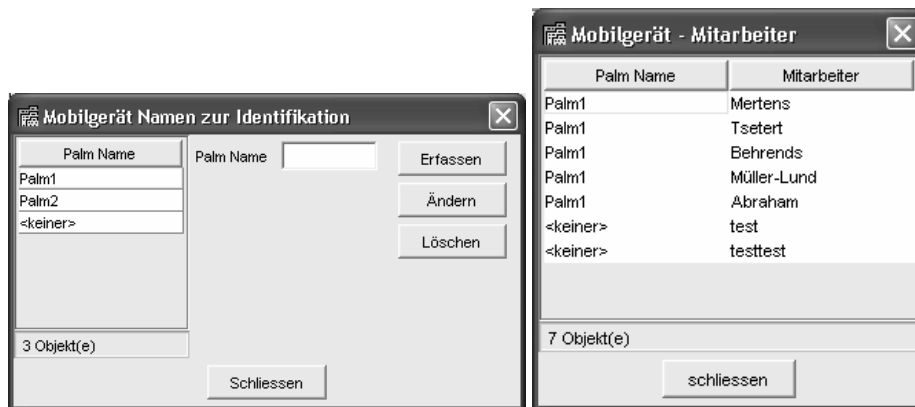 Mobilgerät Namen zur Identifikation
Palm Name
Palm1
Palm2
<keiner>
3 Objekt(e)
Palm Name
Erfassen
Ändern
Löschen
Schliessen
Mobilgerät - Mitarbeiter
Palm Name Mitarbeiter
Palm1 Mertens
Palm1 Tsetert
Palm1 Behrends
Palm1 Müller-Lund
Palm1 Abraham
<keiner> test
<keiner> testtest
7 Objekt(e)
schliessen